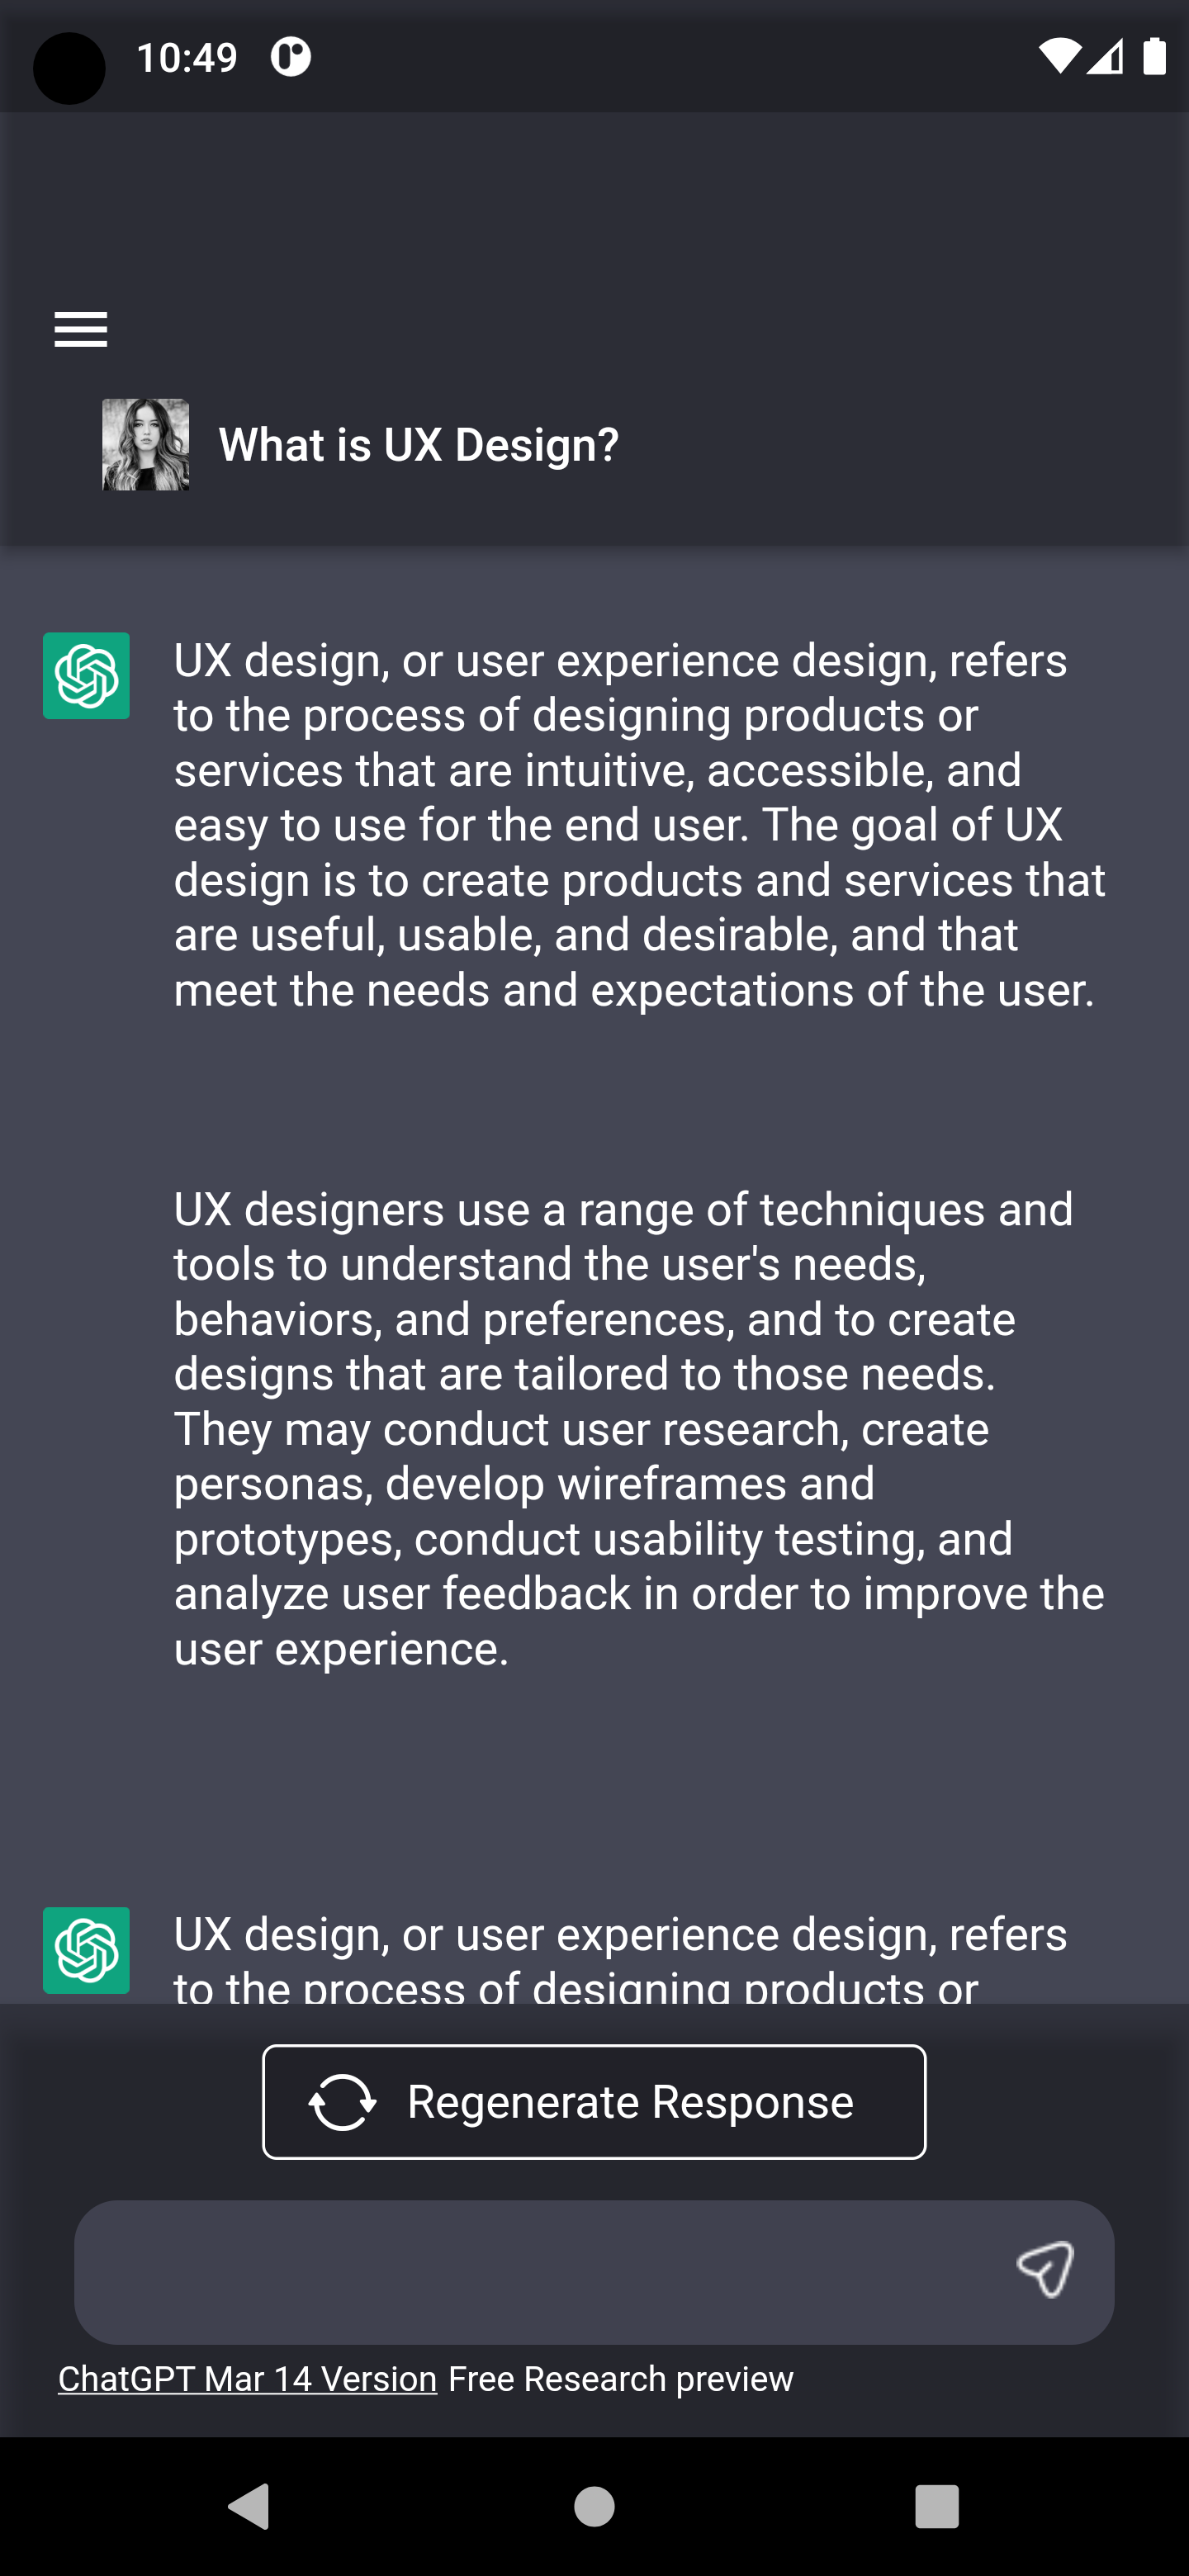 10:49
What is UX Design?
UX design, or user experience design, refers
to the process of designing products or
services that are intuitive, accessible, and
easy to use for the end user. The goal of UX
design is to create products and services that
are useful, usable, and desirable, and that
meet the needs and expectations of the user.
UX designers use a range of techniques and
tools to understand the user's needs,
behaviors, and preferences, and to create
designs that are tailored to those needs.
They may conduct user research, create
personas, develop wireframes and
prototypes, conduct usability testing, and
analyze user feedback in order to improve the
user experience.
UX design, or user experience design, refers
to the process of designing products or
Regenerate Response
ChatGPT Mar 14 Version Free Research preview